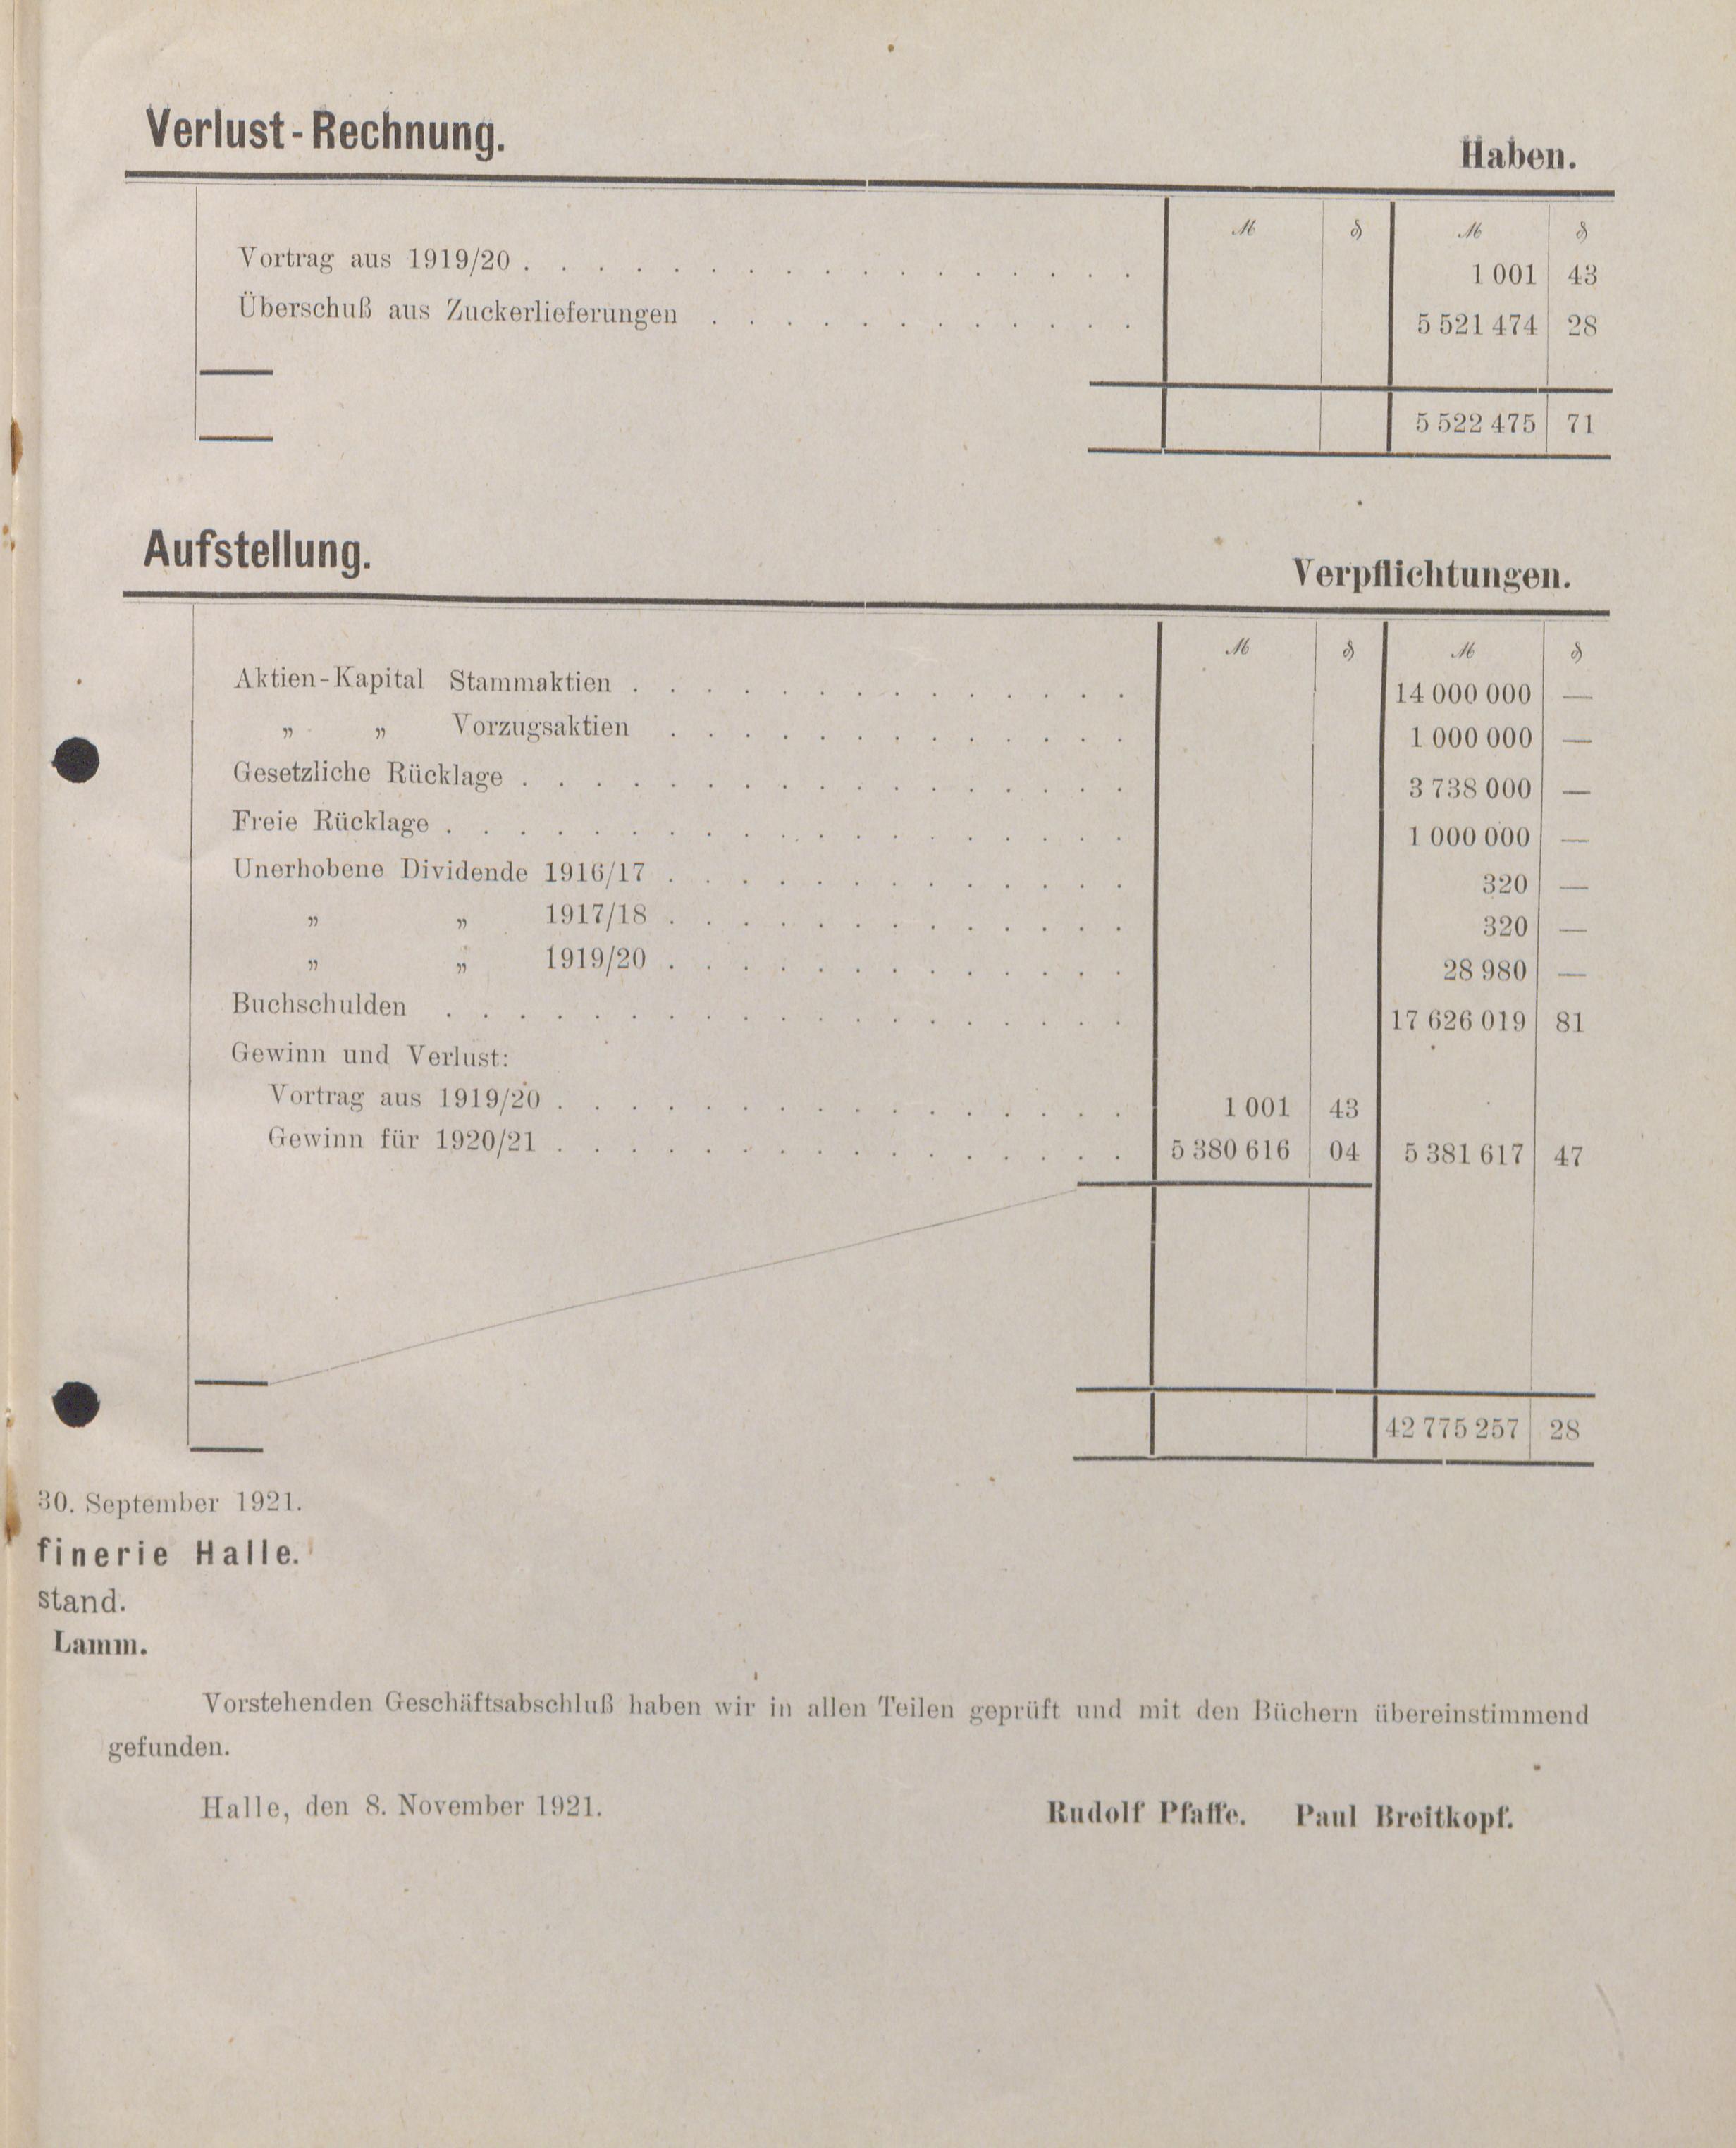 Verlust-Rechnung.
Haben.
ℳ ₰ ℳ ₰
Vortrag aus 1919/20 . . . . . . . . . . . . . . . . . 1 001 43
Überschuß aus Zuckerlieferungen . . . . . . . . . . . . 5 521 474 28
5 522 475 71
Aufstellung.
Verpflichtungen.
ℳ ₰ ℳ ₰
Aktien-Kapital Stammaktien . . . . . . . . . . . . . . 14 000 000 —
„ „ Vorzugsaktien . . . . . . . . . . . . . 1 000 000 —
Gesetzliche Rücklage . . . . . . . . . . . . . . . . . 3 738 000 —
Freie Rücklage . . . . . . . . . . . . . . . . . . . 1 000 000 —
Unerhobene Dividende 1916/17 . . . . . . . . . . . . . 320 —
„ „ 1917/18 . . . . . . . . . . . . . 320 —
„ „ 1919/20 . . . . . . . . . . . . . 28 980 —
Buchschulden . . . . . . . . . . . . . . . . . . . 17 626 019 81
Gewinn und Verlust:
Vortrag aus 1919/20 . . . . . . . . . . . . . . . . 1 001 43
Gewinn für 1920/21 . . . . . . . . . . . . . . . . 5 380 616 04 5 381 617 47
42 775 257 28
30. September 1921.
finerie Halle.
stand.
Lamm.
Vorstehenden Geschäftsabschluß haben wir in allen Teilen geprüft und mit den Büchern übereinstimmend
gefunden.
Halle, den 8. November 1921.
Rudolf Pfaffe. Paul Breitkopf.